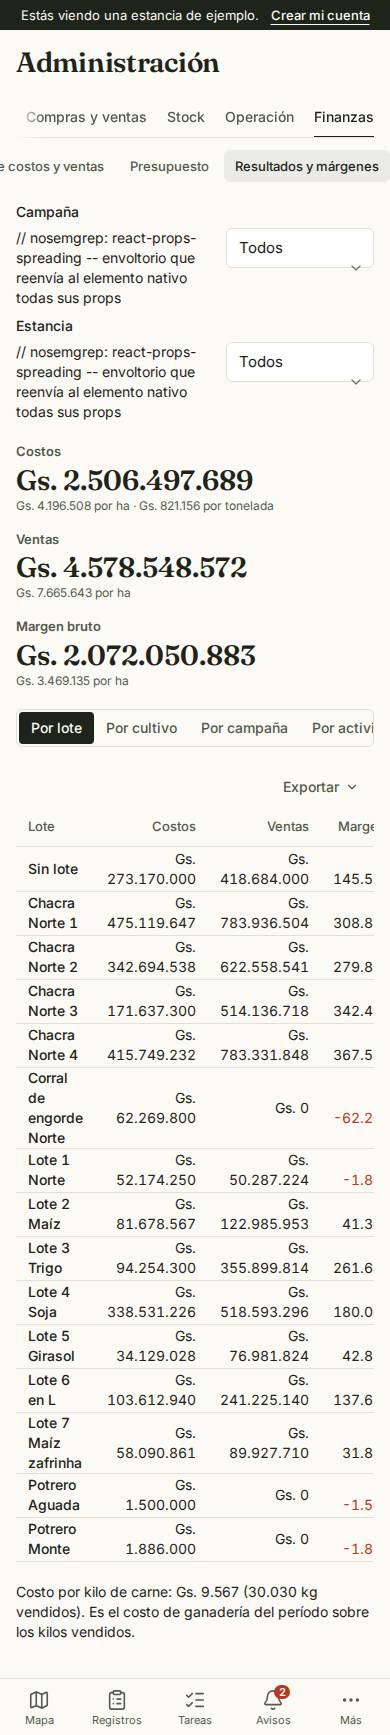 Estás viendo una estancia de ejemplo. Crear mi cuenta
Administración
Compras y ventas Stock Operación Finanzas
e costos y ventas Presupuesto Resultados y márgenes
Campaña
// nosemgrep: react-props-
spreading -- envoltorio que
reenvía al elemento nativo
todas sus props
Todos
Estancia
// nosemgrep: react-props-
spreading -- envoltorio que
reenvía al elemento nativo
todas sus props
Todos
Costos
Gs. 2.506.497.689
Gs. 4.196.508 por ha · Gs. 821.156 por tonelada
Ventas
Gs. 4.578.548.572
Gs. 7.665.643 por ha
Margen bruto
Gs. 2.072.050.883
Gs. 3.469.135 por ha
Por lote Por cultivo Por campaña Por activi
Exportar
Lote Costos Ventas Marge
Sin lote Gs. 273.170.000 Gs. 418.684.000 145.5
Chacra Norte 1 Gs. 475.119.647 Gs. 783.936.504 308.8
Chacra Norte 2 Gs. 342.694.538 Gs. 622.558.541 279.8
Chacra Norte 3 Gs. 171.637.300 Gs. 514.136.718 342.4
Chacra Norte 4 Gs. 415.749.232 Gs. 783.331.848 367.5
Corral de engorde Norte Gs. 62.269.800 Gs. 0 -62.2
Lote 1 Norte Gs. 52.174.250 Gs. 50.287.224 -1.8
Lote 2 Maíz Gs. 81.678.567 Gs. 122.985.953 41.3
Lote 3 Trigo Gs. 94.254.300 Gs. 355.899.814 261.6
Lote 4 Soja Gs. 338.531.226 Gs. 518.593.296 180.0
Lote 5 Girasol Gs. 34.129.028 Gs. 76.981.824 42.8
Lote 6 en L Gs. 103.612.940 Gs. 241.225.140 137.6
Lote 7 Maíz zafrinha Gs. 58.090.861 Gs. 89.927.710 31.8
Potrero Aguada Gs. 1.500.000 Gs. 0 -1.5
Potrero Monte Gs. 1.886.000 Gs. 0 -1.8
Costo por kilo de carne: Gs. 9.567 (30.030 kg
vendidos). Es el costo de ganadería del período sobre
los kilos vendidos.
2
Mapa Registros Tareas Avisos Más